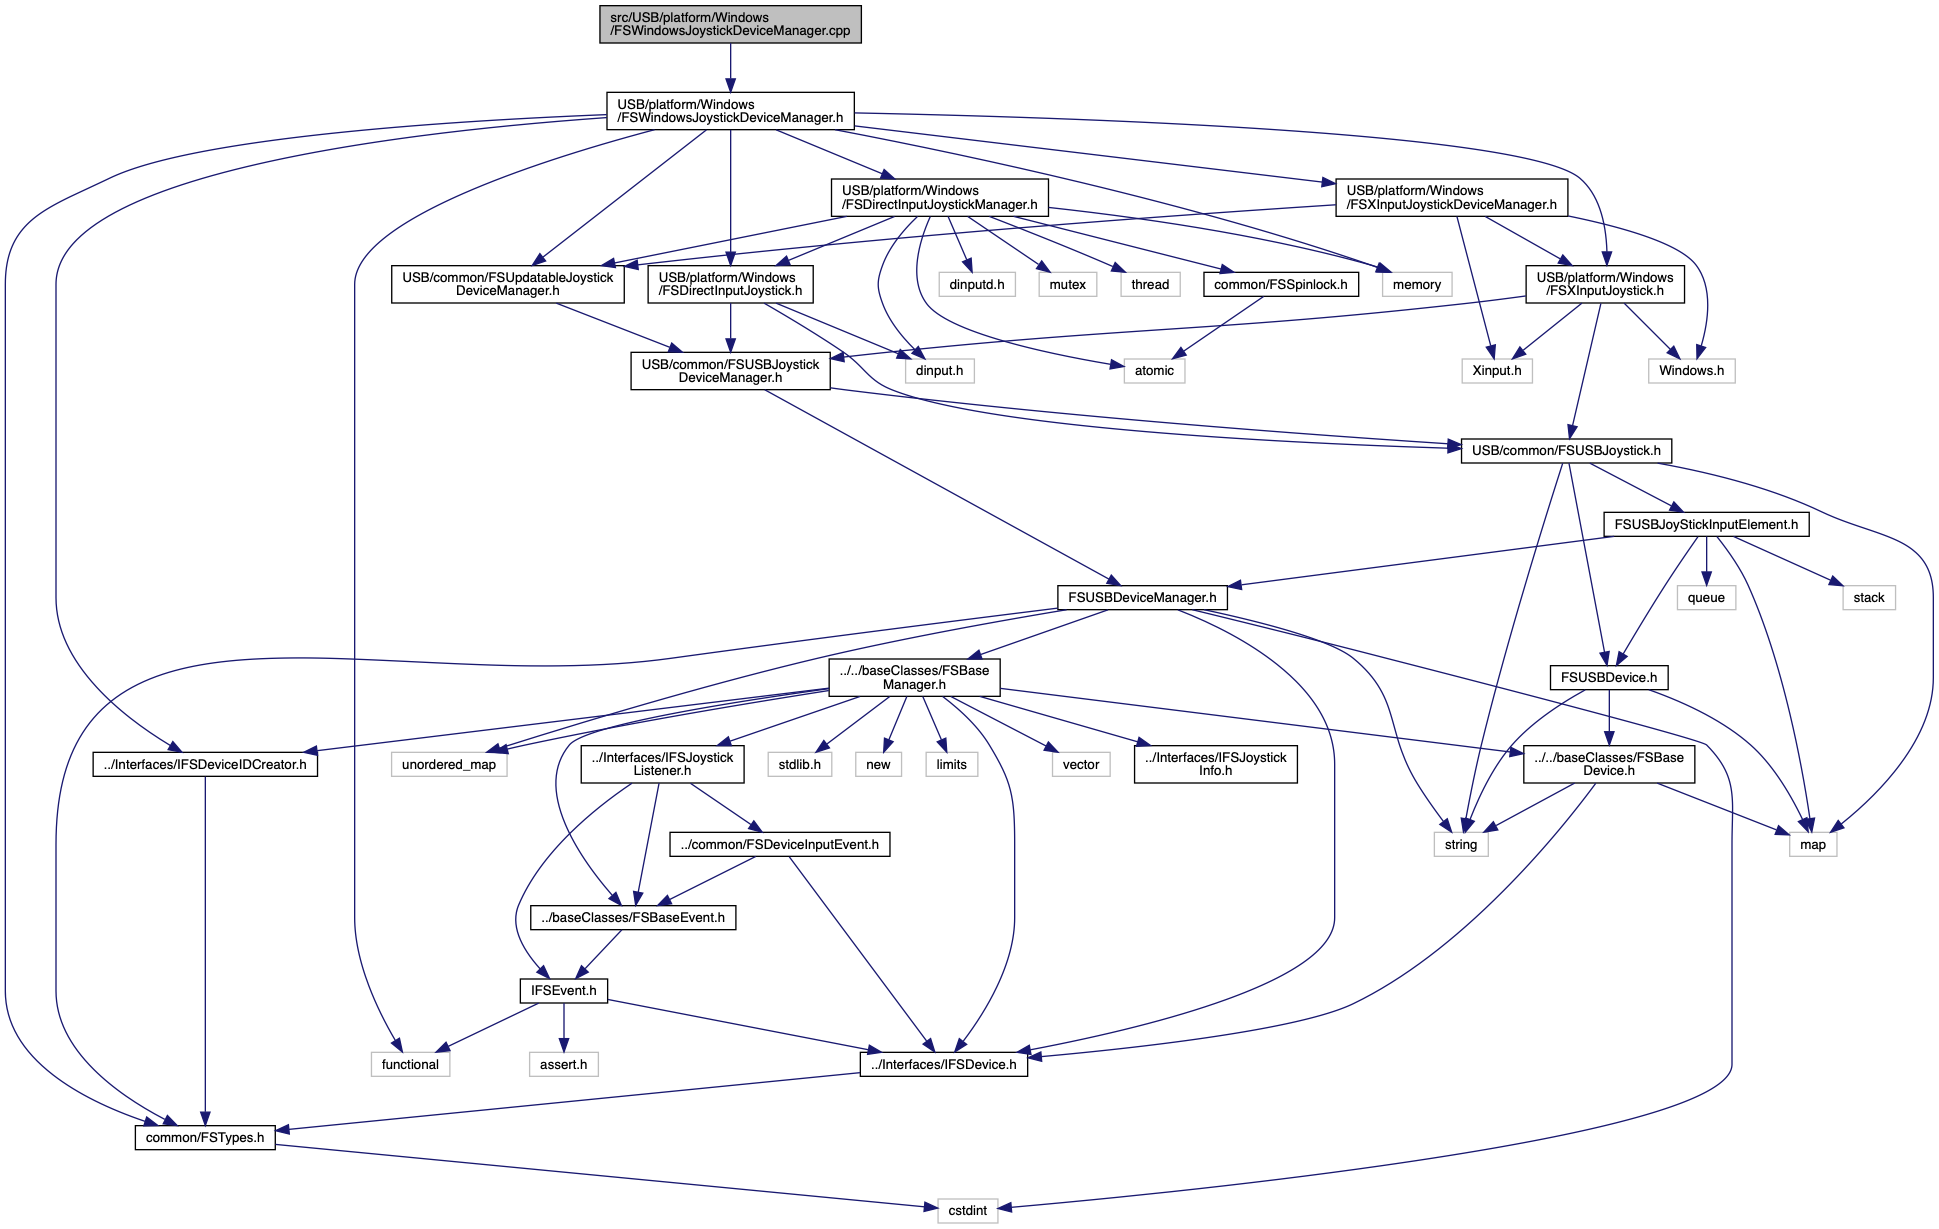 src/USB/platform/Windows
/FSWindowsJoystickDeviceManager.cpp
USB/platform/Windows
/FSWindowsJoystickDeviceManager.h
USB/platform/Windows
/FSDirectInputJoystickManager.h
USB/platform/Windows
/FSXInputJoystickDeviceManager.h
USB/common/FSUpdatableJoystick
DeviceManager.h
USB/platform/Windows
/FSDirectInputJoystick.h
dinputd.h
mutex
thread
common/FSSpinlock.h
memory
USB/platform/Windows
/FSXInputJoystick.h
USB/common/FSUSBJoystick
DeviceManager.h
dinput.h
atomic
Xinput.h
Windows.h
USB/common/FSUSBJoystick.h
FSUSBJoyStickInputElement.h
FSUSBDeviceManager.h
queue
stack
../../baseClasses/FSBase
Manager.h
FSUSBDevice.h
../Interfaces/IFSDeviceIDCreator.h
unordered_map
../Interfaces/IFSJoystick
Listener.h
stdlib.h
new
limits
vector
../Interfaces/IFSJoystick
Info.h
../../baseClasses/FSBase
Device.h
../common/FSDeviceInputEvent.h
string
map
../baseClasses/FSBaseEvent.h
IFSEvent.h
functional
assert.h
../Interfaces/IFSDevice.h
common/FSTypes.h
cstdint